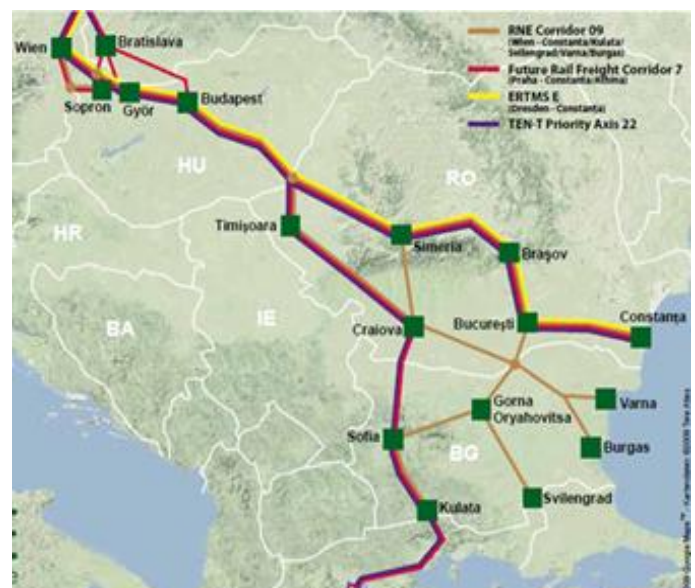 RNE Corridor 09
(Wien - Constanta/Kulata/
Svilengrad/Varna/Burgas)
Future Rail Freight Corridor 7
(Praha - Constanta/Athina)
ERTMS E
(Dresden - Constanta)
TEN-T Priority Axis 22
Wien
Bratislava
Sopron
Györ
Budapest
HU
RO
Timişoara
Simeria
Braşov
HR
BA
IE
Craiova
Bucureşti
Constanţa
Gorna
Oryahovitsa
Varna
Sofia
BG
Burgas
Svilengrad
Kulata